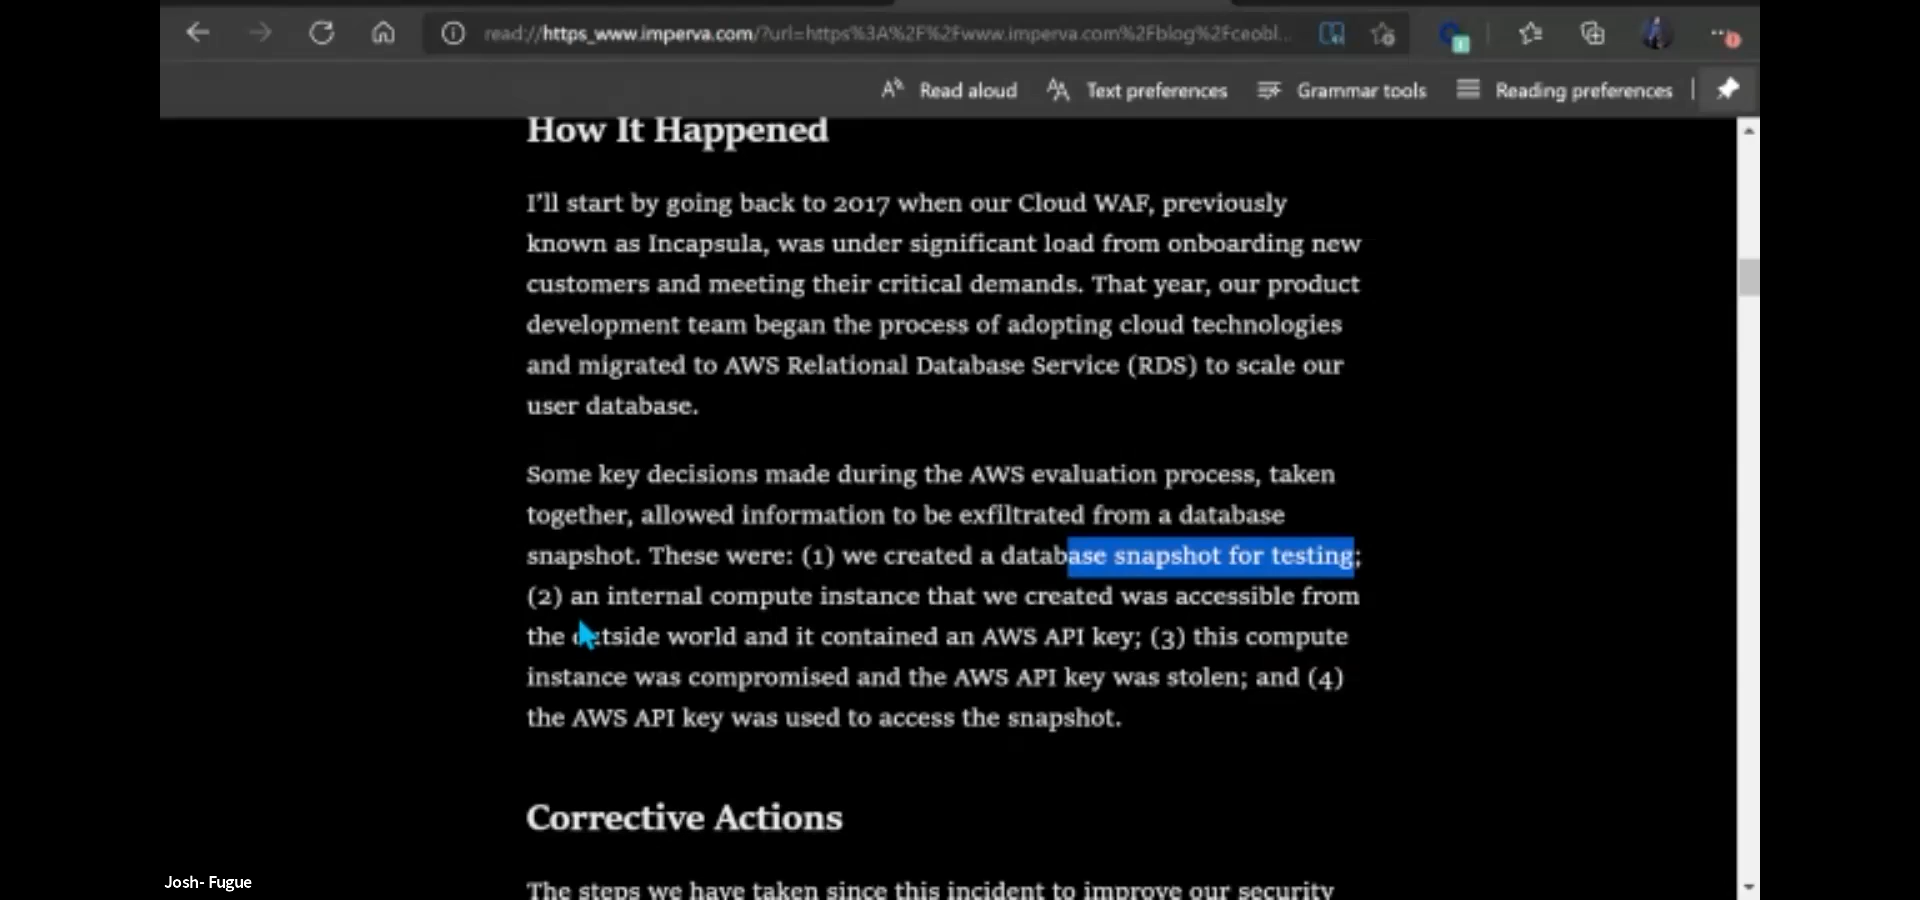 read://https_www.imperva.com/?url=https%3A%2F%2Fwww.imperva.com%2Fblog%2Fceobl...
Read aloud Text preferences Grammar tools Reading preferences
How It Happened
I'll start by going back to 2017 when our Cloud WAF, previously
known as Incapsula, was under significant load from onboarding new
customers and meeting their critical demands. That year, our product
development team began the process of adopting cloud technologies
and migrated to AWS Relational Database Service (RDS) to scale our
user database.
Some key decisions made during the AWS evaluation process, taken
together, allowed information to be exfiltrated from a database
snapshot. These were: (1) we created a database snapshot for testing;
(2) an internal compute instance that we created was accessible from
the outside world and it contained an AWS API key; (3) this compute
instance was compromised and the AWS API key was stolen; and (4)
the AWS API key was used to access the snapshot.
Corrective Actions
The steps we have taken since this incident to improve our security
Josh- Fugue